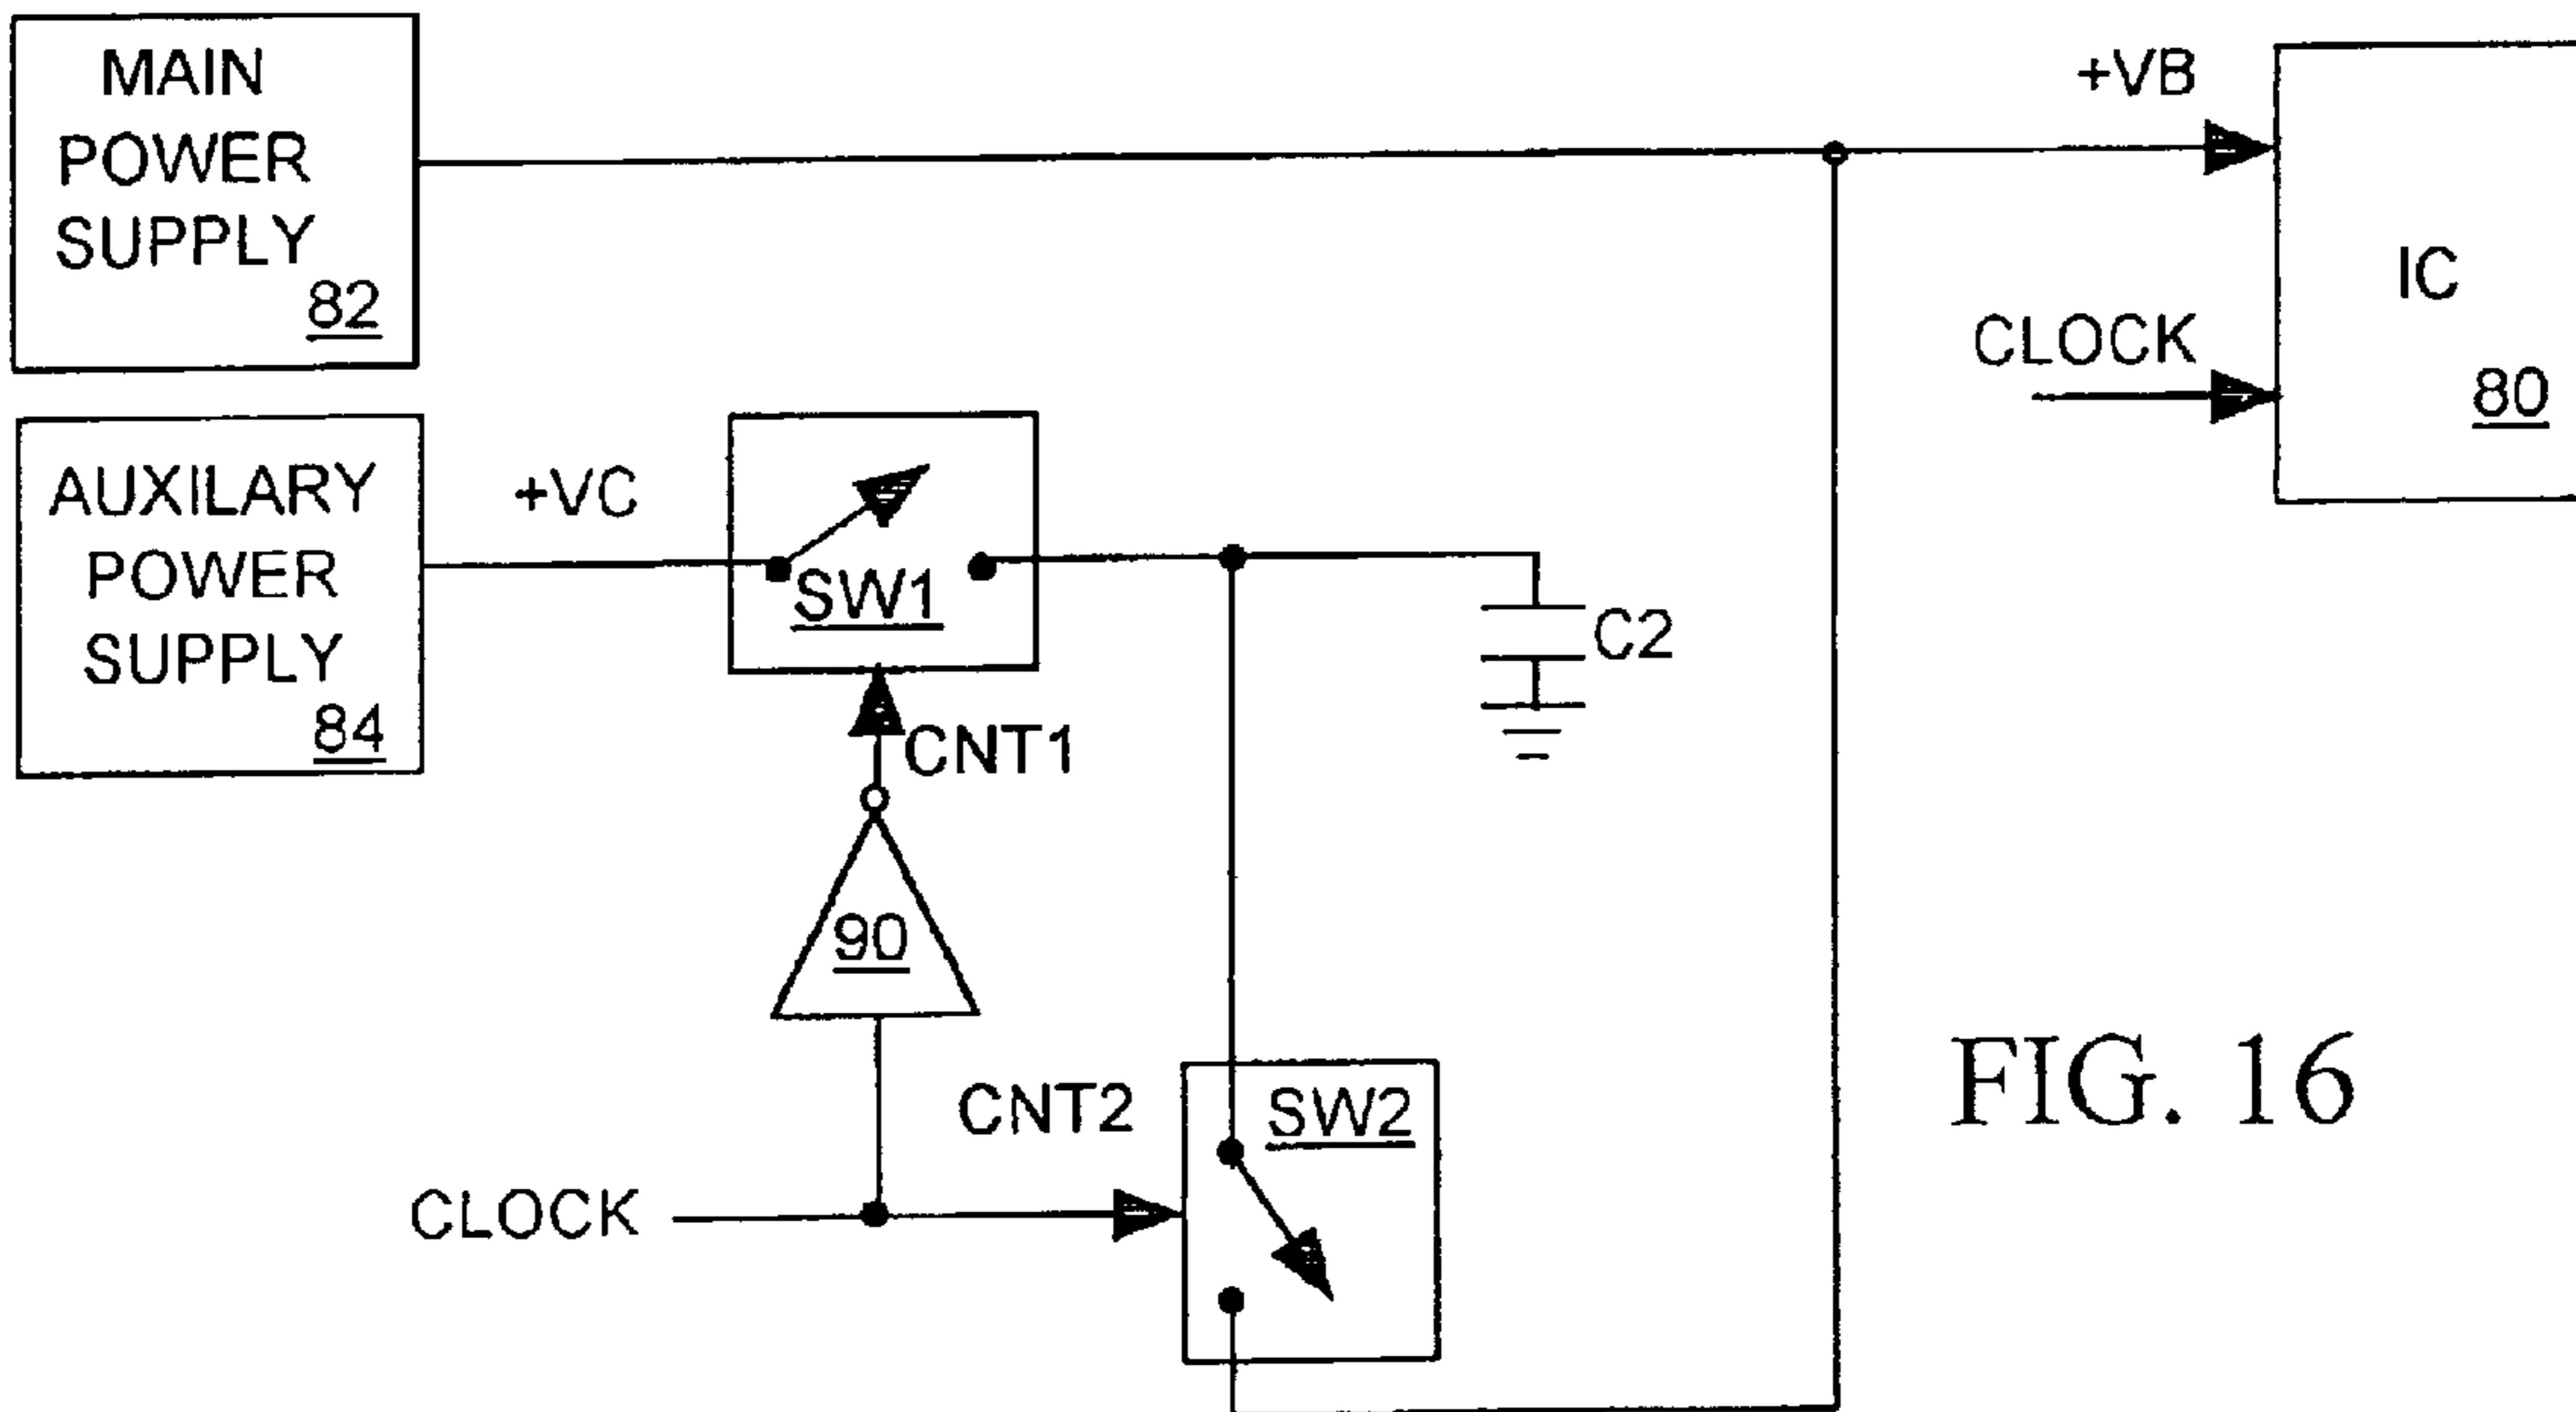 MAIN
POWER
SUPPLY
82
+VB
IC
CLOCK
80
AUXILARY
POWER
SUPPLY
84
+VC
SW1
C2
CNT1
90
CNT2
SW2
CLOCK
FIG. 16